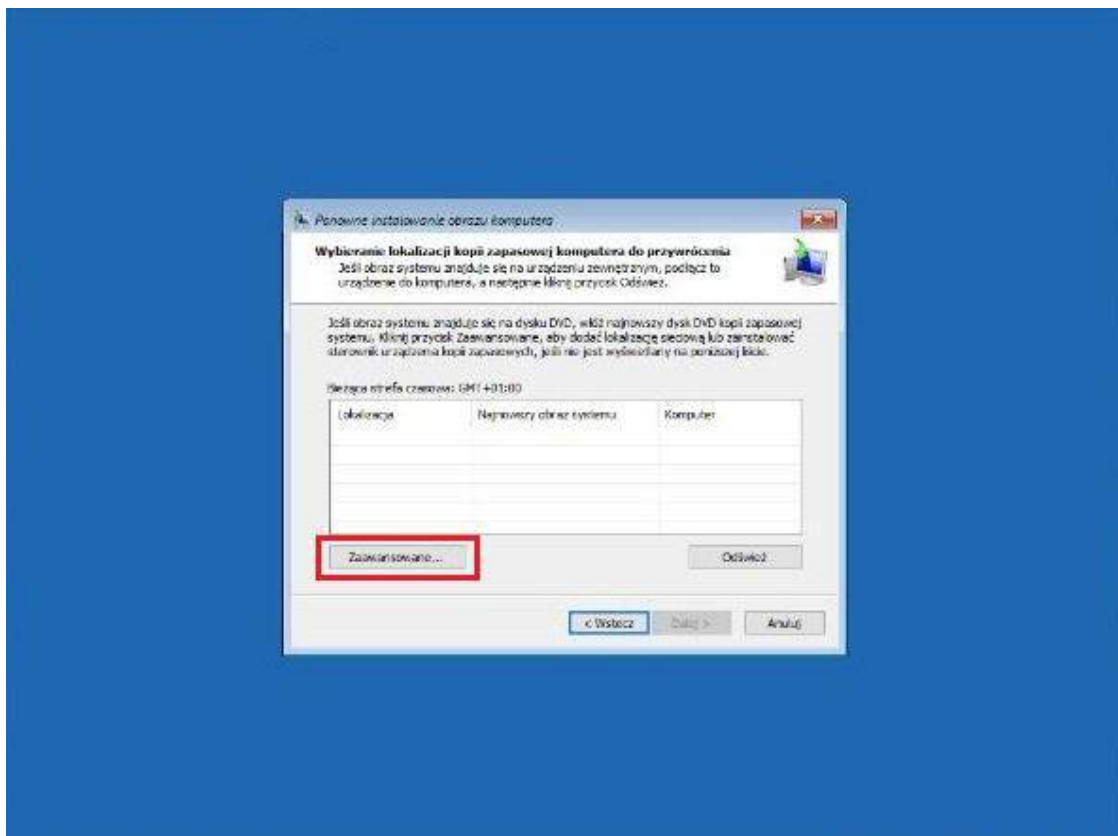 Ponowne instalowanie obrazu komputera
Wybieranie lokalizacji kopii zapasowej komputera do przywrócenia
Jeśli obraz systemu znajduje się na urządzeniu zewnętrznym, podłącz to
urządzenie do komputera, a następnie kliknij przycisk Odśwież.
Jeśli obraz systemu znajduje się na dysku DVD, włóż najnowszy dysk DVD kopii zapasowej
systemu. Kliknij przycisk Zaawansowane, aby dodać lokalizację sieciową lub zainstalować
sterownik urządzenia kopii zapasowych, jeśli nie jest wyświetlany na poniższej liście.
Bieżąca strefa czasowa: GMT+01:00
Lokalizacja Najnowszy obraz systemu Komputer
Zaawansowane... Odśwież
< Wstecz Dalej > Anuluj